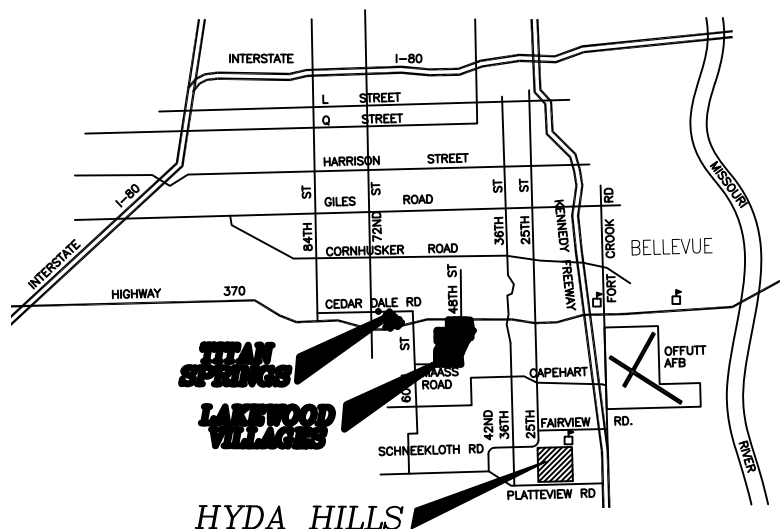 INTERSTATE I-80
L STREET
Q STREET
HARRISON STREET
MISSOURI
I-80
84TH ST
GILES ROAD
72ND ST
36TH ST
25TH ST
KENNEDY FREEWAY
FORT CROOK RD
BELLEVUE
CORNHUSKER ROAD
INTERSTATE
HIGHWAY 370
CEDAR DALE RD
48TH ST
TITAN
SPRINGS
ST
60
MAASS
ROAD
CAPEHART
OFFUTT
AFB
LAKEWOOD
VILLAGES
42ND
36TH
25TH
FAIRVIEW RD.
SCHNEEKLOTH RD
RIVER
PLATTEVIEW RD
HYDA HILLS